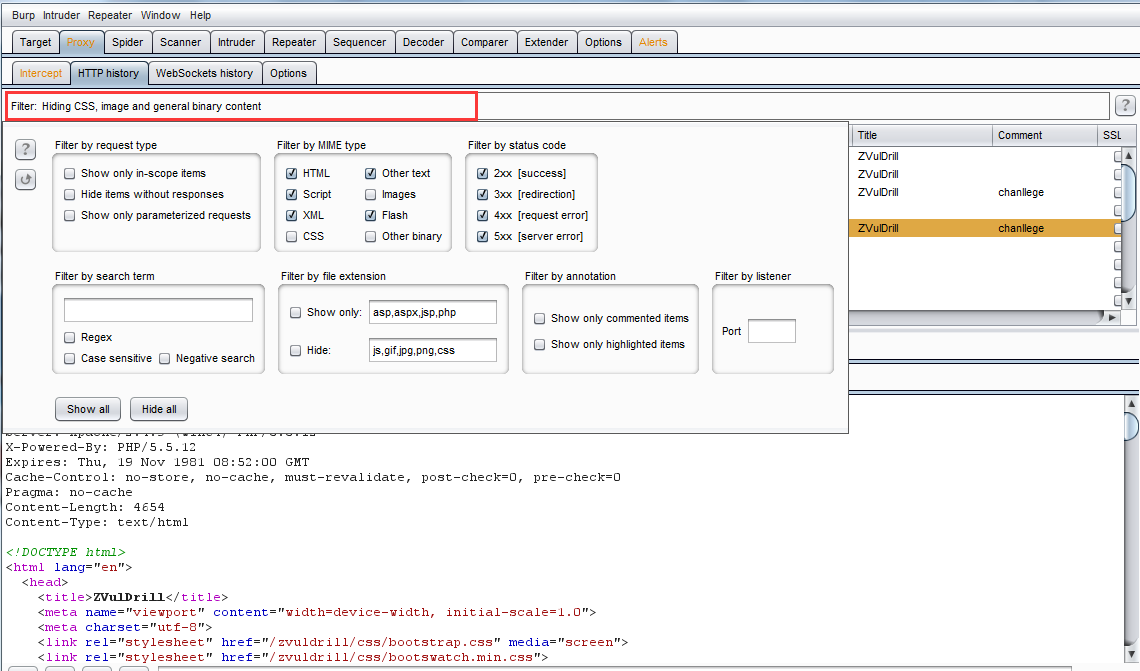 Burp Intruder Repeater Window Help
Target Proxy Spider Scanner Intruder Repeater Sequencer Decoder Comparer Extender Options Alerts
Intercept HTTP history WebSockets history Options
Filter: Hiding CSS, image and general binary content ?
Title Comment SSL
? Filter by request type Filter by MIME type Filter by status code
Show only in-scope items HTML Other text 2xx [success]
Hide items without responses Script Images 3xx [redirection]
Show only parameterized requests XML Flash 4xx [request error]
CSS Other binary 5xx [server error]
ZVulDrill
ZVulDrill
ZVulDrill chanllege
ZVulDrill chanllege
Filter by search term Filter by file extension Filter by annotation Filter by listener
Show only: asp,aspx,jsp,php Show only commented items
Port
Regex
Hide: js,gif,jpg,png,css Show only highlighted items
Case sensitive Negative search
Show all Hide all
X-Powered-By: PHP/5.5.12
Expires: Thu, 19 Nov 1981 08:52:00 GMT
Cache-Control: no-store, no-cache, must-revalidate, post-check=0, pre-check=0
Pragma: no-cache
Content-Length: 4654
Content-Type: text/html
<!DOCTYPE html>
<html lang="en">
<head>
<title>ZVulDrill</title>
<meta name="viewport" content="width=device-width, initial-scale=1.0">
<meta charset="utf-8">
<link rel="stylesheet" href="/zvuldrill/css/bootstrap.css" media="screen">
<link rel="stylesheet" href="/zvuldrill/css/bootswatch.min.css">